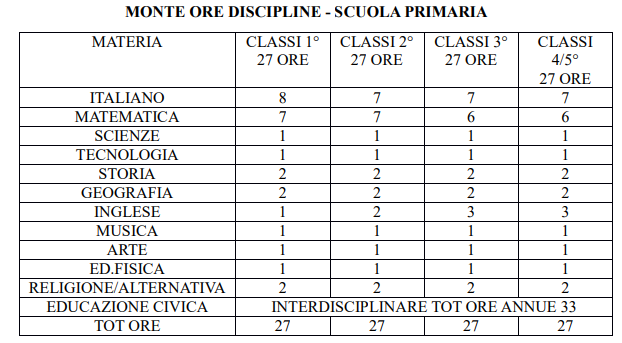 MONTE ORE DISCIPLINE - SCUOLA PRIMARIA
MATERIA CLASSI 1° 27 ORE CLASSI 2° 27 ORE CLASSI 3° 27 ORE CLASSI 4/5° 27 ORE
ITALIANO 8 7 7 7
MATEMATICA 7 7 6 6
SCIENZE 1 1 1 1
TECNOLOGIA 1 1 1 1
STORIA 2 2 2 2
GEOGRAFIA 2 2 2 2
INGLESE 1 2 3 3
MUSICA 1 1 1 1
ARTE 1 1 1 1
ED.FISICA 1 1 1 1
RELIGIONE/ALTERNATIVA 2 2 2 2
EDUCAZIONE CIVICA INTERDISCIPLINARE TOT ORE ANNUE 33
TOT ORE 27 27 27 27